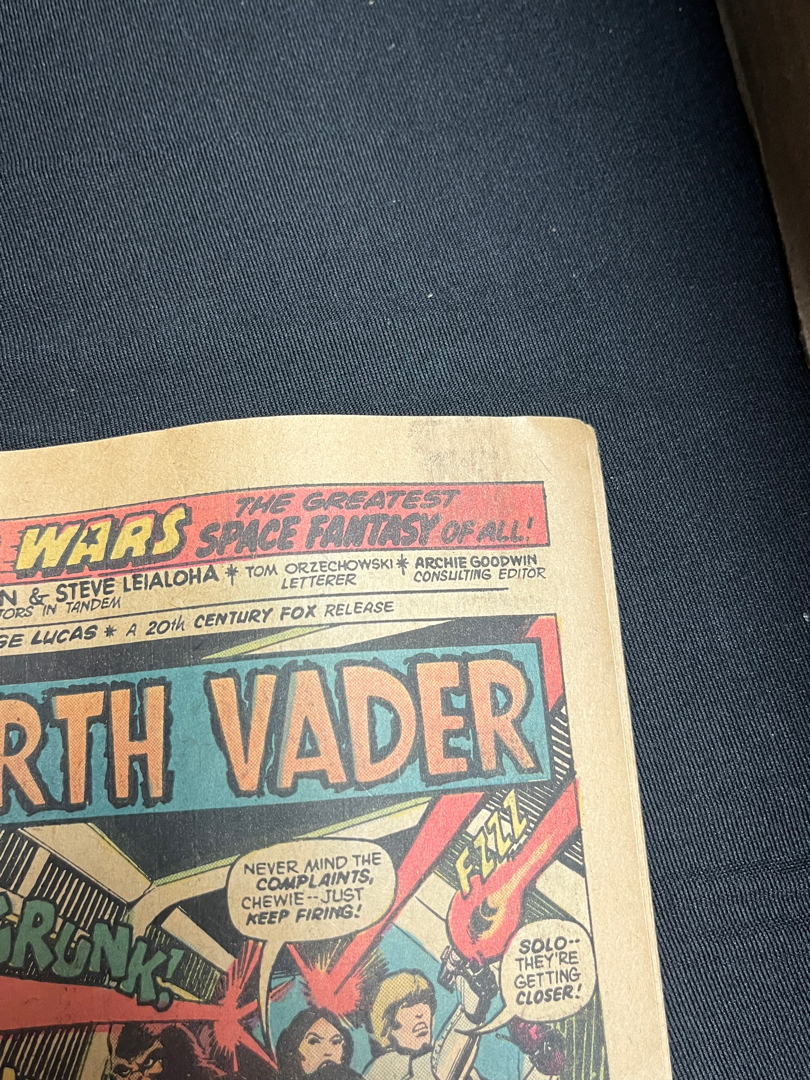 THE GREATEST
WARS SPACE FANTASY OF ALL!
N & STEVE LEIALOHA * TOM ORZECHOWSKI * ARCHIE GOODWIN
TORS IN TANDEM LETTERER CONSULTING EDITOR
GE LUCAS * A 20th CENTURY FOX RELEASE
RTH VADER
FZZZ
NEVER MIND THE
COMPLAINTS,
CHEWIE--JUST
KEEP FIRING!
GRUNK!
SOLO--
THEY'RE
GETTING
CLOSER!